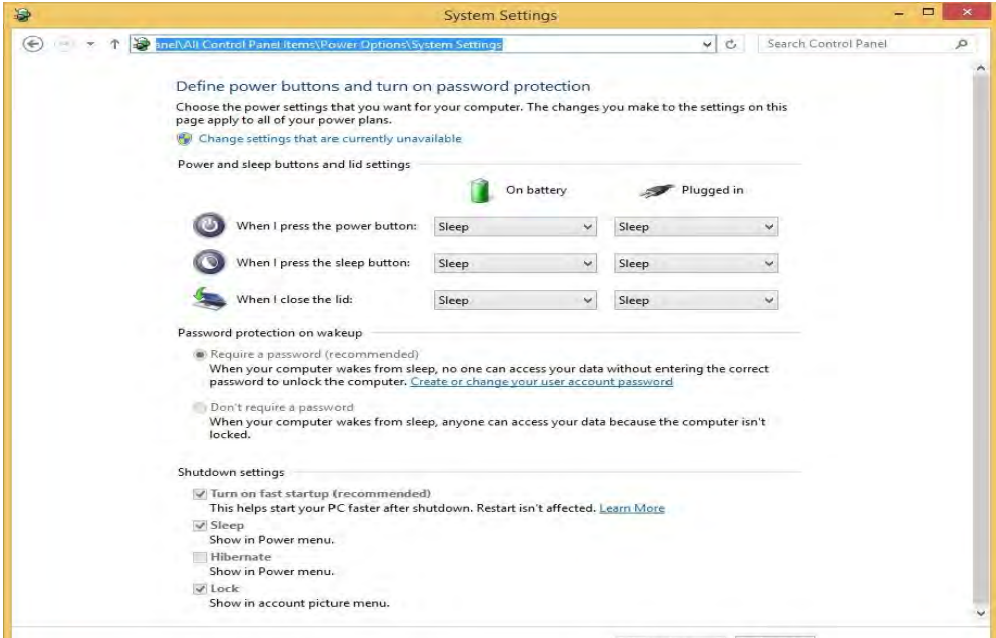 System Settings
anel\All Control Panel Items\Power Options\System Settings
Search Control Panel
Define power buttons and turn on password protection
Choose the power settings that you want for your computer. The changes you make to the settings on this
page apply to all of your power plans.
Change settings that are currently unavailable
Power and sleep buttons and lid settings
On battery
Plugged in
When I press the power button:
Sleep
Sleep
When I press the sleep button:
Sleep
Sleep
When I close the lid:
Sleep
Sleep
Password protection on wakeup
Require a password (recommended)
When your computer wakes from sleep, no one can access your data without entering the correct
password to unlock the computer. Create or change your user account password
Don't require a password
When your computer wakes from sleep, anyone can access your data because the computer isn't
locked.
Shutdown settings
Turn on fast startup (recommended)
This helps start your PC faster after shutdown. Restart isn't affected. Learn More
Sleep
Show in Power menu.
Hibernate
Show in Power menu.
Lock
Show in account picture menu.